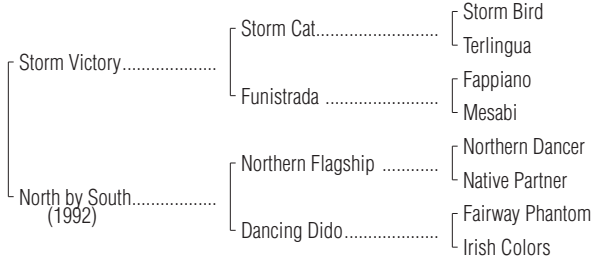 Storm Bird
Storm Cat..............................
Terlingua
Storm Victory.......................
Fappiano
Funistrada ............................
Mesabi
Northern Dancer
Northern Flagship ..............
Native Partner
North by South.....................
(1992)
Fairway Phantom
Dancing Dido.......................
Irish Colors